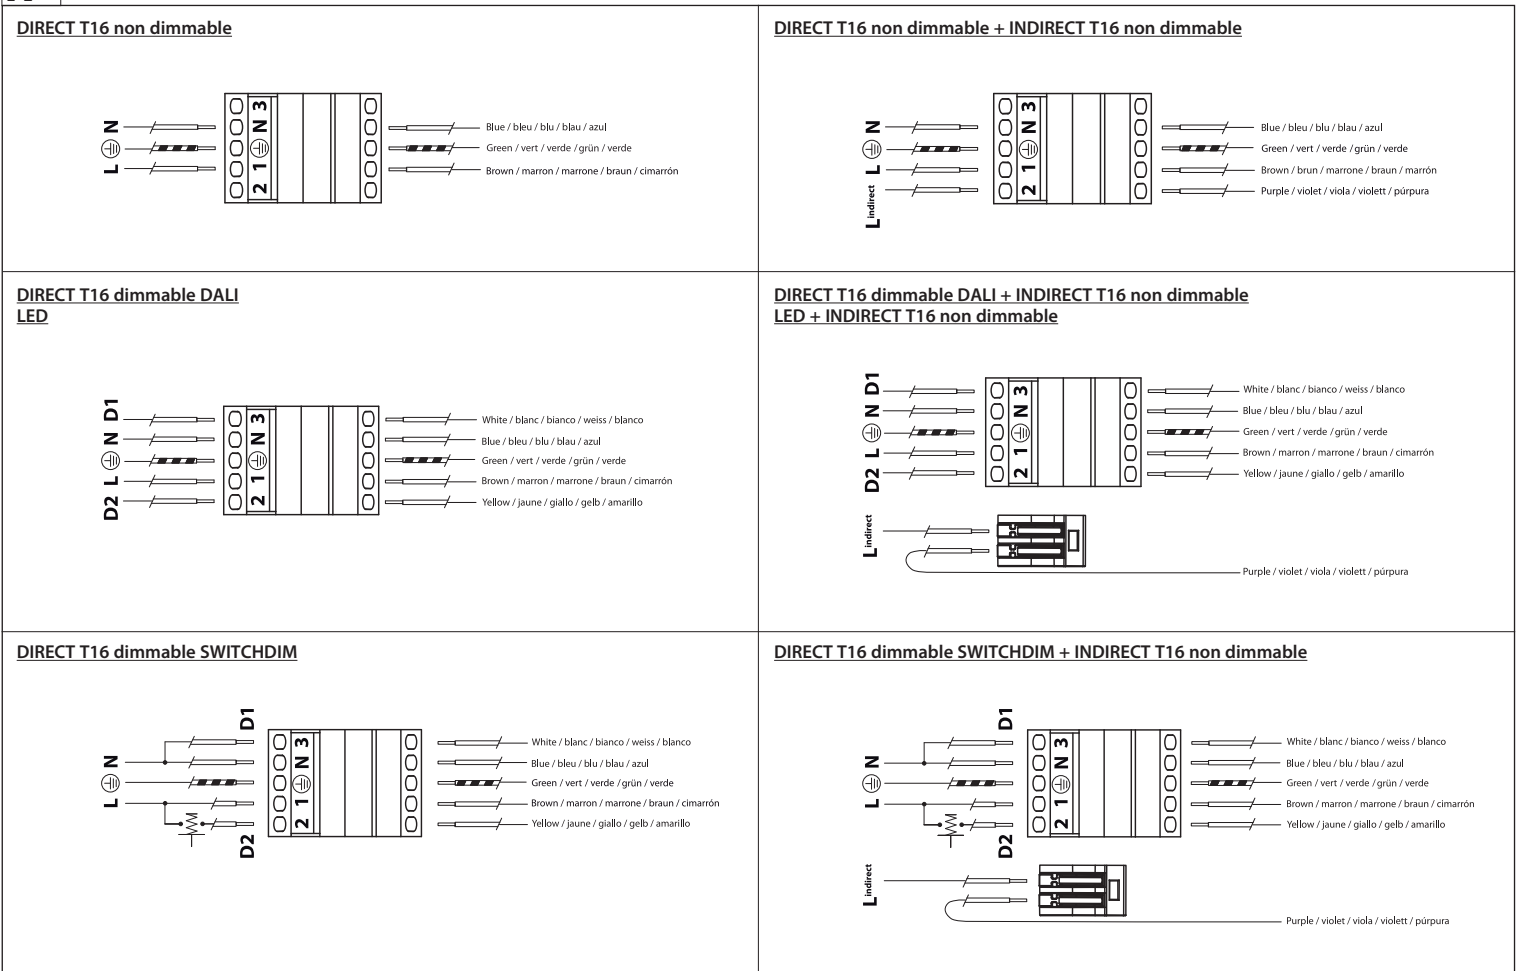 DIRECT T16 non dimmable
N
L
3
N
1
2
Blue / bleu / blu / blau / azul
Green / vert / verde / grün / verde
Brown / marron / marrone / braun / cimarrón
DIRECT T16 non dimmable + INDIRECT T16 non dimmable
N
L
L indirect
3
N
1
2
Blue / bleu / blu / blau / azul
Green / vert / verde / grün / verde
Brown / brun / marrone / braun / marrón
Purple / violet / viola / violett / púrpura
DIRECT T16 dimmable DALI
LED
D1
N
L
D2
3
N
1
2
White / blanc / bianco / weiss / blanco
Blue / bleu / blu / blau / azul
Green / vert / verde / grün / verde
Brown / marron / marrone / braun / cimarrón
Yellow / jaune / giallo / gelb / amarillo
DIRECT T16 dimmable DALI + INDIRECT T16 non dimmable
LED + INDIRECT T16 non dimmable
D1
N
L
D2
3
N
1
2
White / blanc / bianco / weiss / blanco
Blue / bleu / blu / blau / azul
Green / vert / verde / grün / verde
Brown / marron / marrone / braun / cimarrón
Yellow / jaune / giallo / gelb / amarillo
L indirect
Purple / violet / viola / violett / púrpura
DIRECT T16 dimmable SWITCHDIM
D1
N
L
D2
3
N
1
2
White / blanc / bianco / weiss / blanco
Blue / bleu / blu / blau / azul
Green / vert / verde / grün / verde
Brown / marron / marrone / braun / cimarrón
Yellow / jaune / giallo / gelb / amarillo
DIRECT T16 dimmable SWITCHDIM + INDIRECT T16 non dimmable
D1
N
L
D2
3
N
1
2
White / blanc / bianco / weiss / blanco
Blue / bleu / blu / blau / azul
Green / vert / verde / grün / verde
Brown / marron / marrone / braun / cimarrón
Yellow / jaune / giallo / gelb / amarillo
L indirect
Purple / violet / viola / violett / púrpura